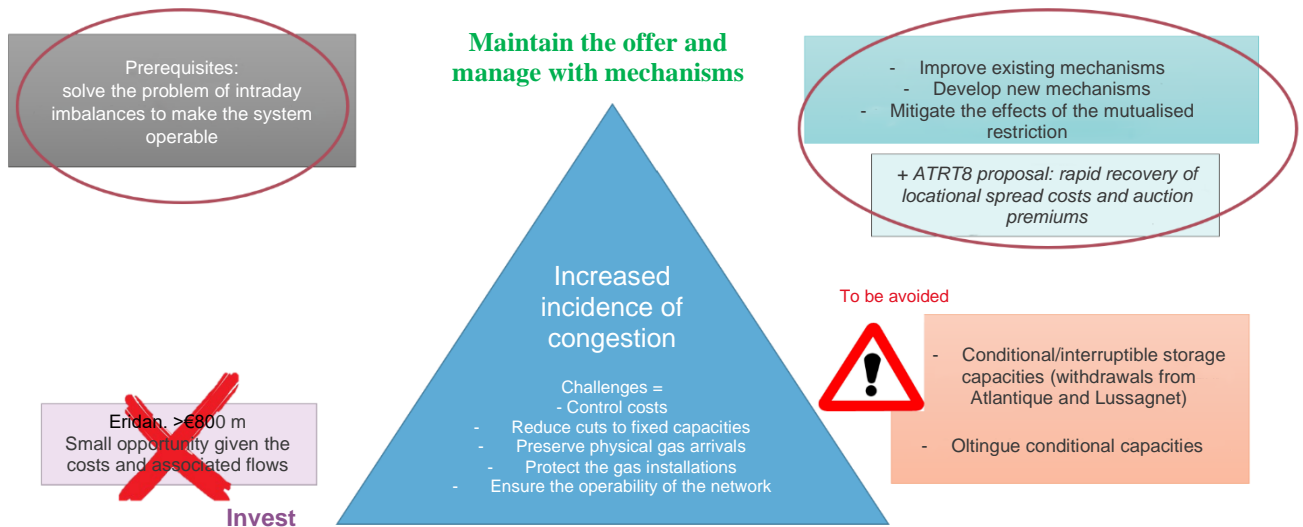 Prerequisites:
solve the problem of intraday
imbalances to make the system
operable
Maintain the offer and
manage with mechanisms
- Improve existing mechanisms
- Develop new mechanisms
- Mitigate the effects of the mutualised
restriction
+ ATRT8 proposal: rapid recovery of
locational spread costs and auction
premiums
Increased
incidence of
congestion
Challenges =
- Control costs
- Reduce cuts to fixed capacities
- Preserve physical gas arrivals
- Protect the gas installations
- Ensure the operability of the network
To be avoided
- Conditional/interruptible storage
capacities (withdrawals from
Atlantique and Lussagnet)
- Oltingue conditional capacities
Eridan. >€800 m
Small opportunity given the
costs and associated flows
Invest